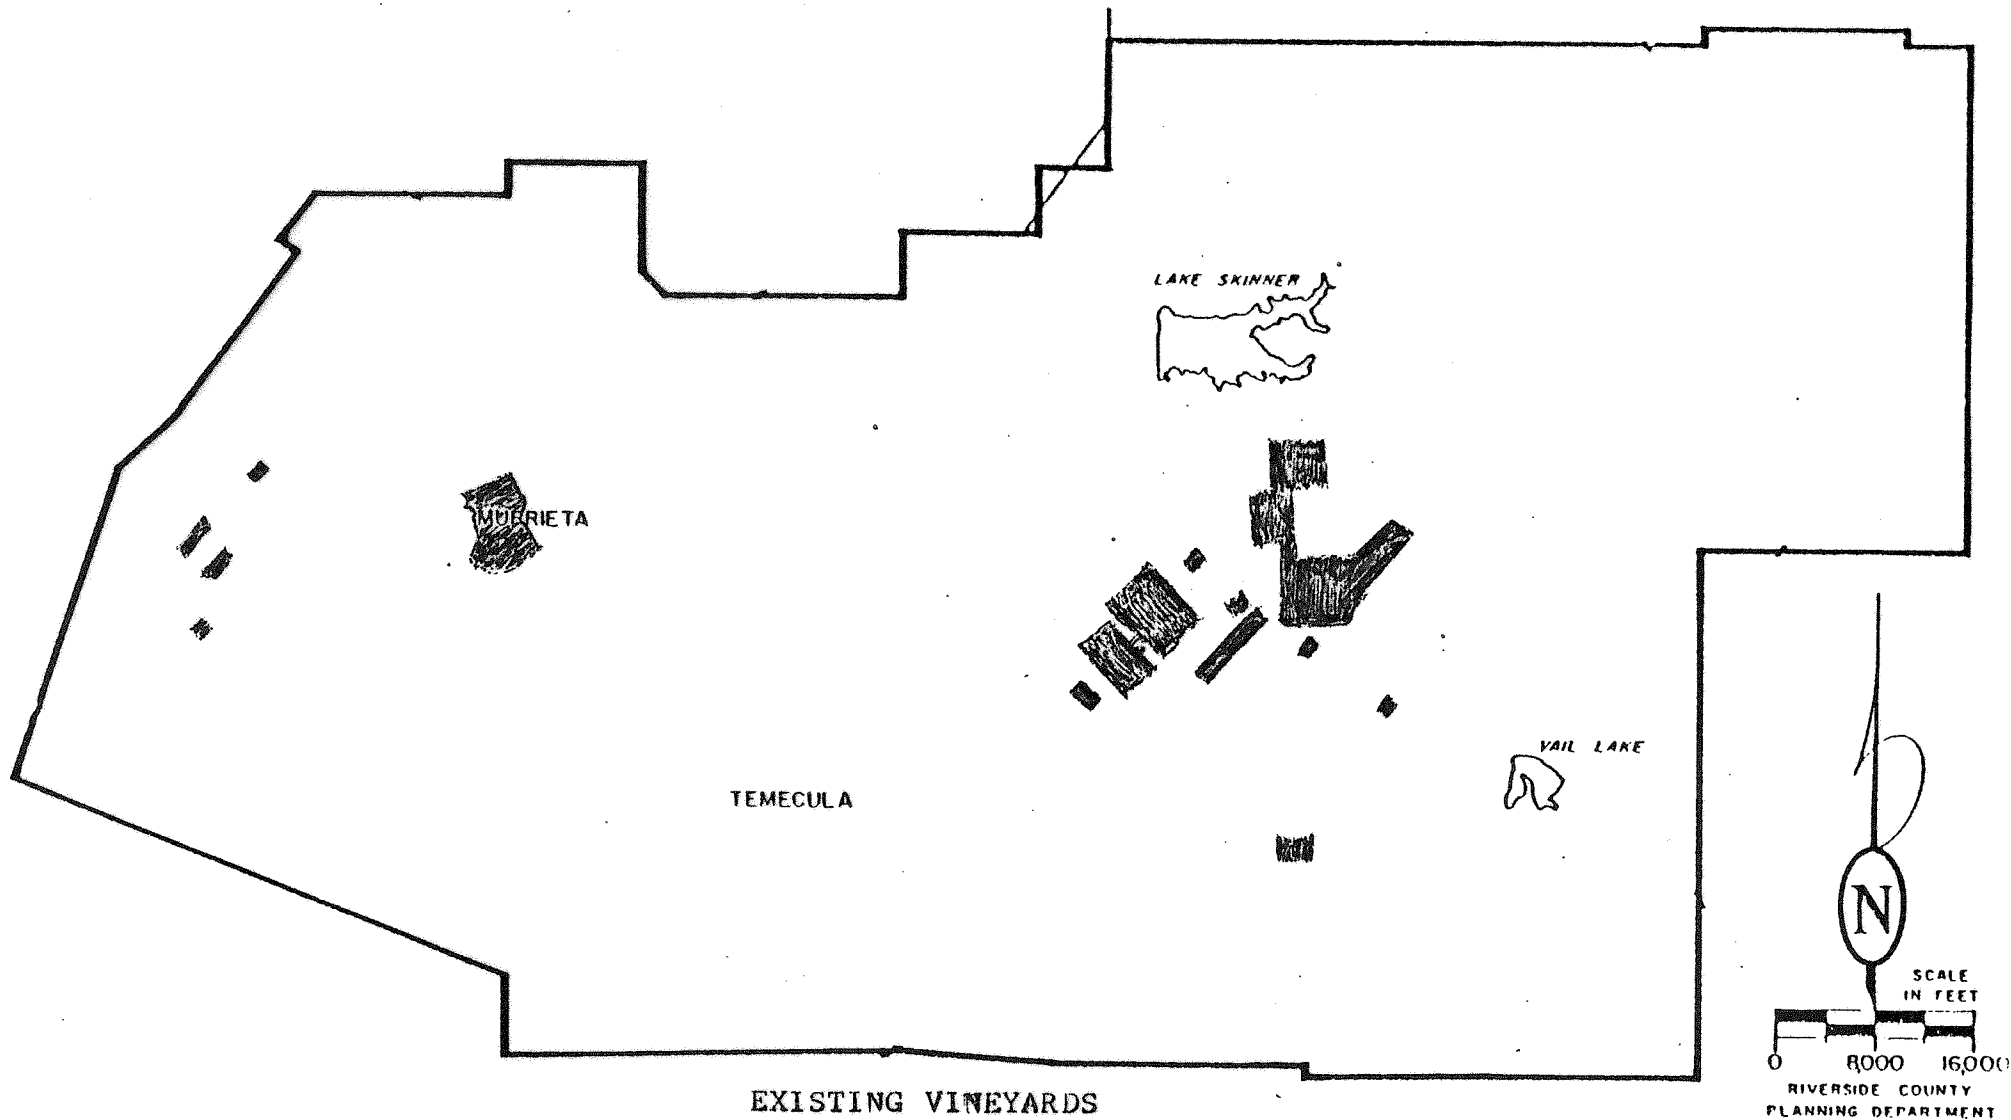 LAKE SKINNER
MURRIETA
VAIL LAKE
TEMECULA
N
SCALE
IN FEET
0 8,000 16,000
RIVERSIDE COUNTY
PLANNING DEPARTMENT
EXISTING VINEYARDS